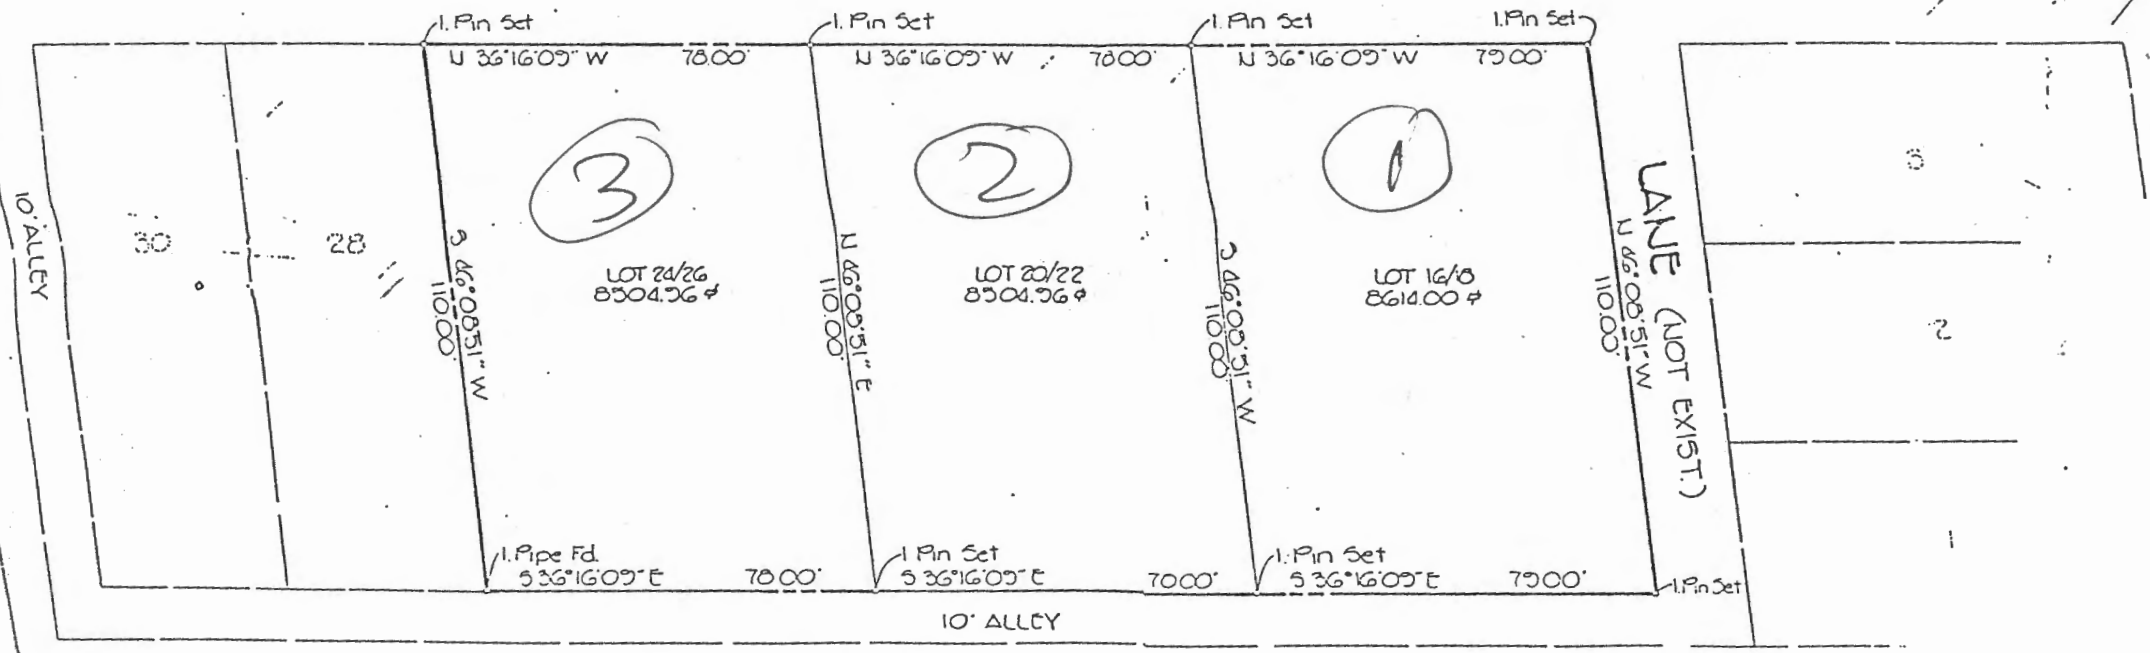 I.Pin Set
I.Pin Set
I.Pin Set
I.Pin Set
N 36°16'09" W 78.00'
N 36°16'09" W 78.00'
N 36°16'09" W 79.00'
3
2
1
10' ALLEY
30
28
S 46°08'51" W
110.00'
LOT 24/26
8504.96 ⌀
N 46°08'51" E
110.00'
LOT 20/22
8504.96 ⌀
S 46°08'51" W
110.00'
LOT 16/18
8614.00 ⌀
N 46°08'51" W
110.00'
LANE (NOT EXIST.)
2
1
I.Pipe Fd.
S 36°16'09" E 78.00'
I Pin Set
S 36°16'09" E 78.00'
I.Pin Set
S 36°16'09" E 79.00'
I.Pin Set
10' ALLEY